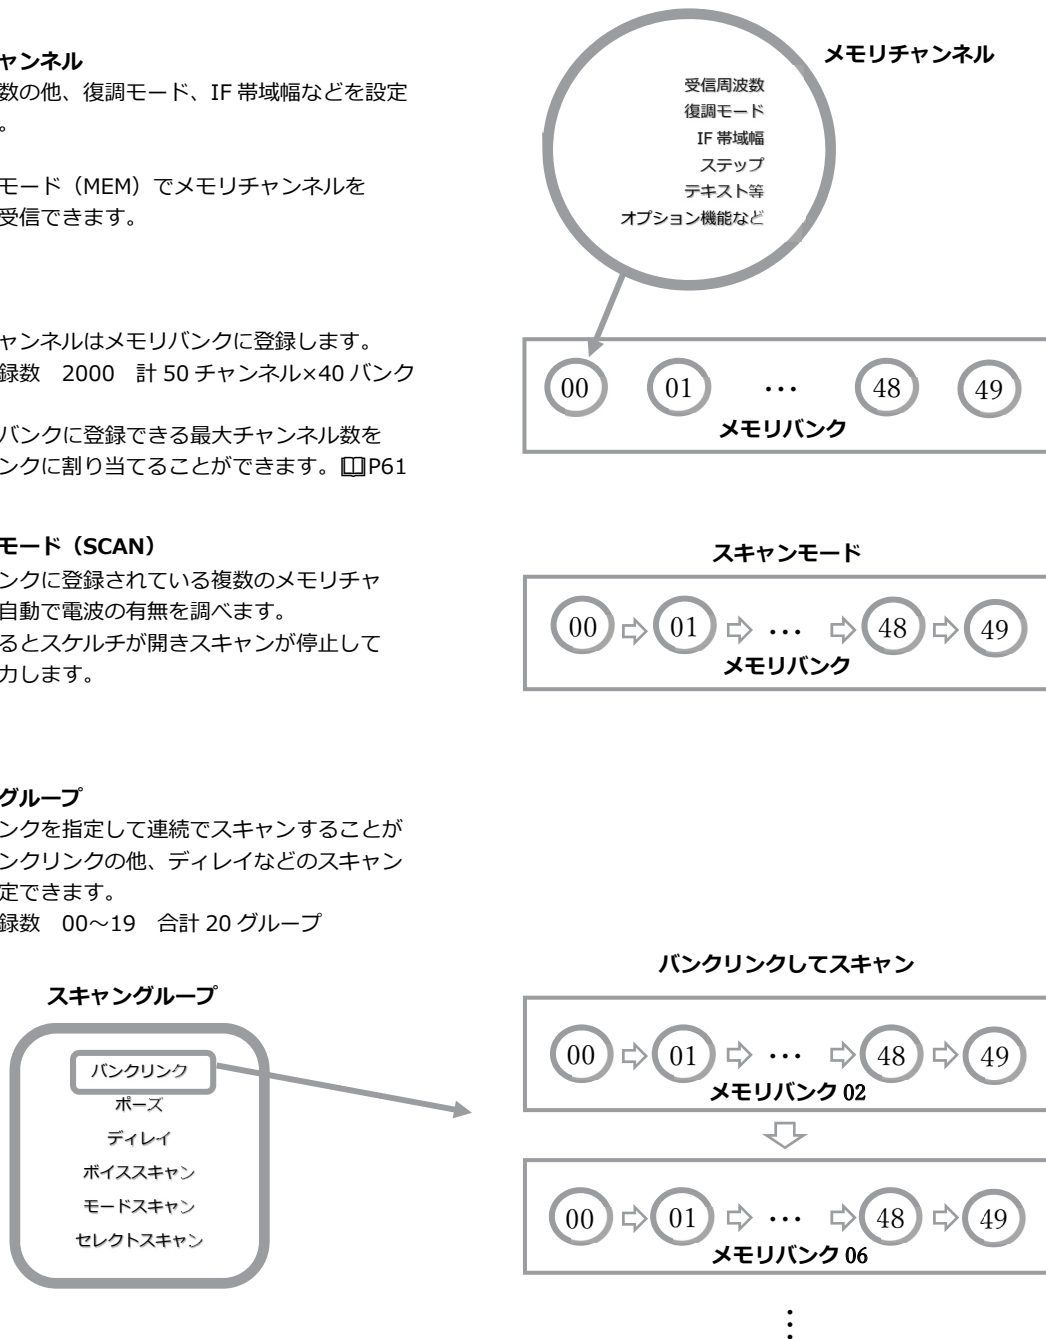 ャンネル
数の他、復調モード、IF 帯域幅などを設定
。
モード（MEM）でメモリチャンネルを
受信できます。
メモリチャンネル
受信周波数
復調モード
IF 帯域幅
ステップ
テキスト等
オプション機能など
ャンネルはメモリバンクに登録します。
録数　2000　計 50 チャンネル×40 バンク
バンクに登録できる最大チャンネル数を
ンクに割り当てることができます。P61
00 01 … 48 49
メモリバンク
モード（SCAN）
ンクに登録されている複数のメモリチャ
自動で電波の有無を調べます。
るとスケルチが開きスキャンが停止して
力します。
スキャンモード
00 ⇨ 01 ⇨ … ⇨ 48 ⇨ 49
メモリバンク
グループ
ンクを指定して連続でスキャンすることが
ンクリンクの他、ディレイなどのスキャン
定できます。
録数　00～19　合計 20 グループ
スキャングループ
バンクリンク
ポーズ
ディレイ
ボイススキャン
モードスキャン
セレクトスキャン
バンクリンクしてスキャン
00 ⇨ 01 ⇨ … ⇨ 48 ⇨ 49
メモリバンク 02
00 ⇨ 01 ⇨ … ⇨ 48 ⇨ 49
メモリバンク 06
⋮